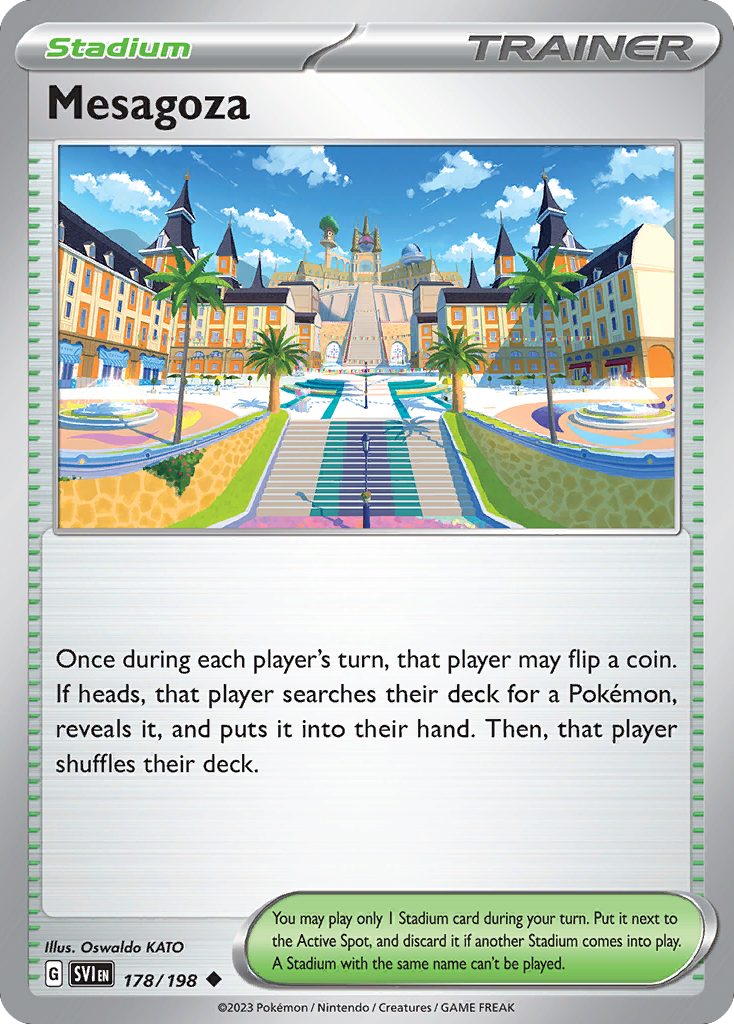 Stadium
TRAINER
Mesagoza
Once during each player's turn, that player may flip a coin.
If heads, that player searches their deck for a Pokémon,
reveals it, and puts it into their hand. Then, that player
shuffles their deck.
You may play only 1 Stadium card during your turn. Put it next to
the Active Spot, and discard it if another Stadium comes into play.
A Stadium with the same name can't be played.
Illus. Oswaldo KATO
G SVI EN 178/198
©2023 Pokémon / Nintendo / Creatures / GAME FREAK